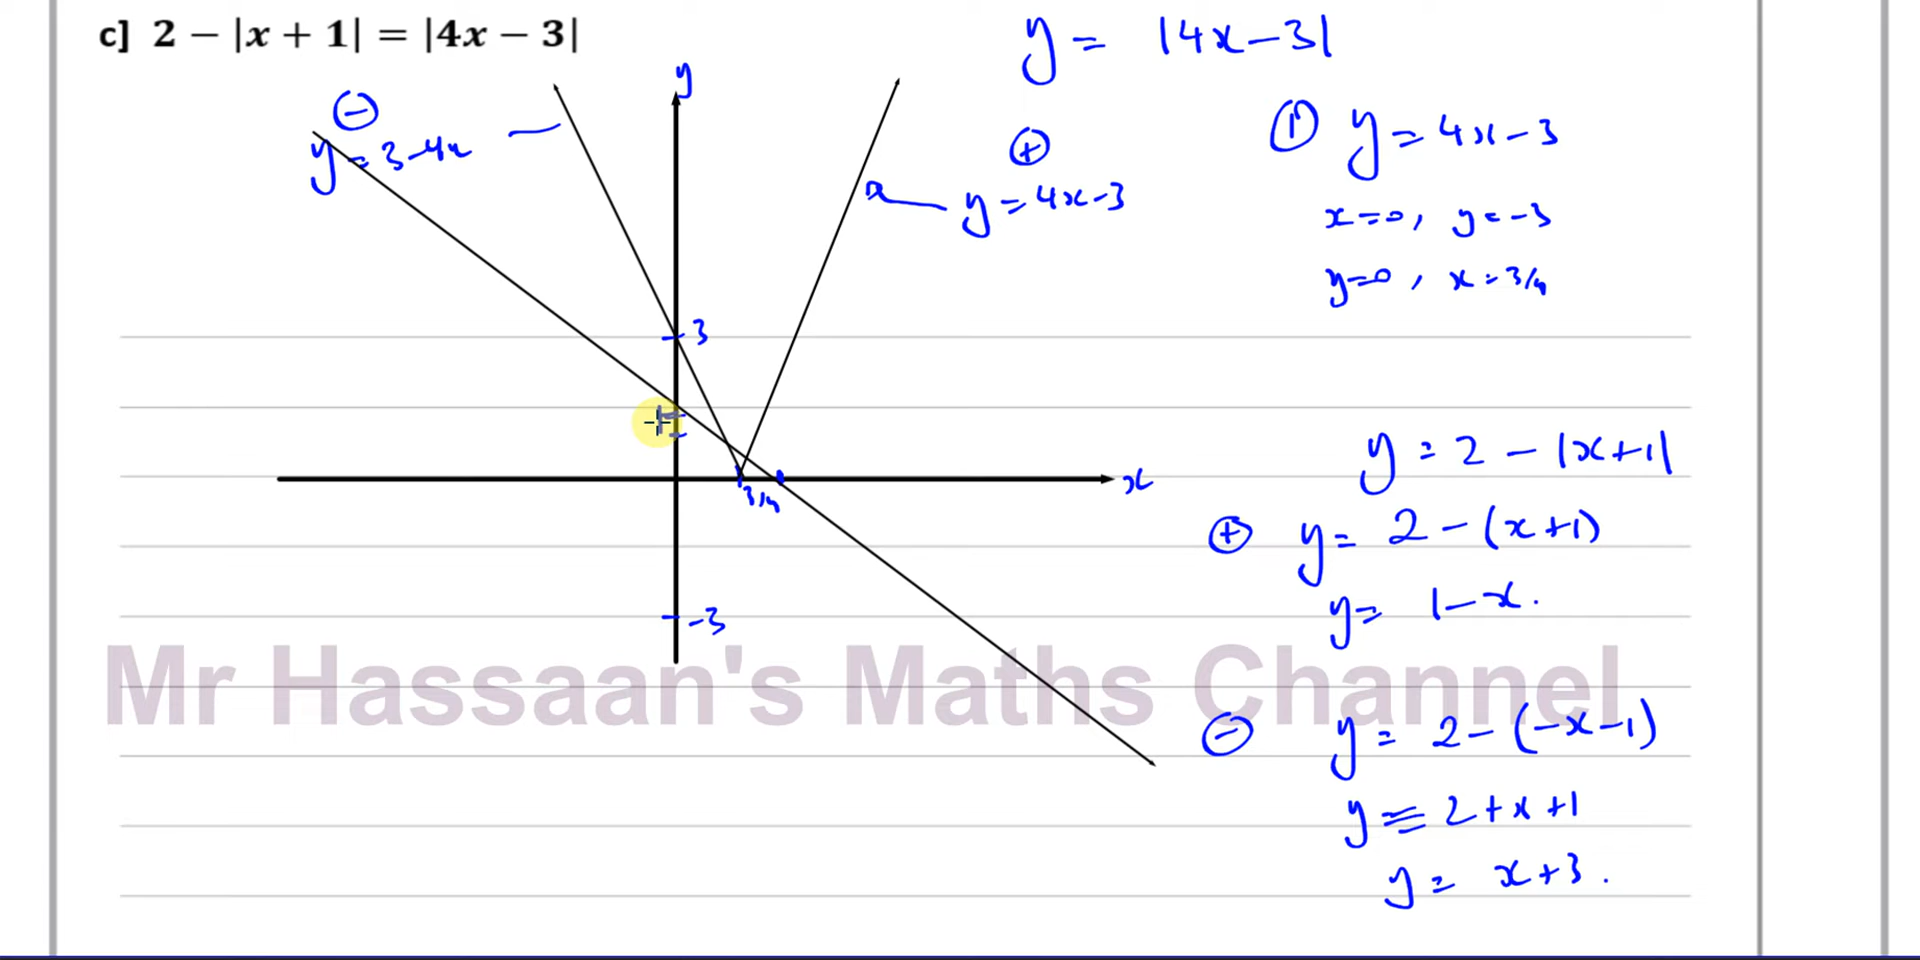 c] 2 − |x + 1| = |4x − 3|
y = |4x−3|
y
⊖
y = 3−4x
⊕
y = 4x−3
① y = 4x−3
x = 0, y = −3
y = 0, x = 3/4
3
x
3/4
y = 2 − |x+1|
⊕ y = 2 − (x+1)
y = 1−x.
−3
Mr Hassaan's Maths Channel
⊖ y = 2 − (−x−1)
y = 2 + x + 1
y = x+3.